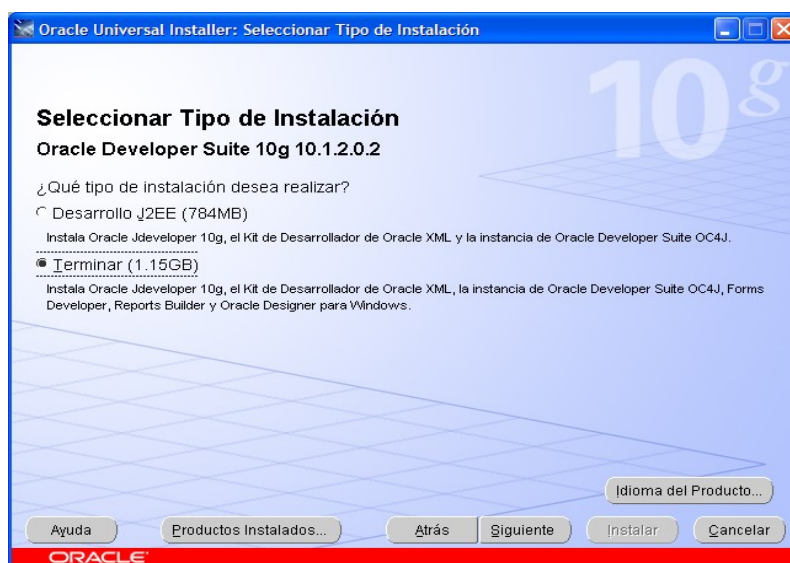 Oracle Universal Installer: Seleccionar Tipo de Instalación
10g
Seleccionar Tipo de Instalación
Oracle Developer Suite 10g 10.1.2.0.2
¿Qué tipo de instalación desea realizar?
Desarrollo J2EE (784MB)
Instala Oracle Jdeveloper 10g, el Kit de Desarrollador de Oracle XML y la instancia de Oracle Developer Suite OC4J.
Terminar (1.15GB)
Instala Oracle Jdeveloper 10g, el Kit de Desarrollador de Oracle XML, la instancia de Oracle Developer Suite OC4J, Forms
Developer, Reports Builder y Oracle Designer para Windows.
Idioma del Producto...
Ayuda Productos Instalados... Atrás Siguiente Instalar Cancelar
ORACLE